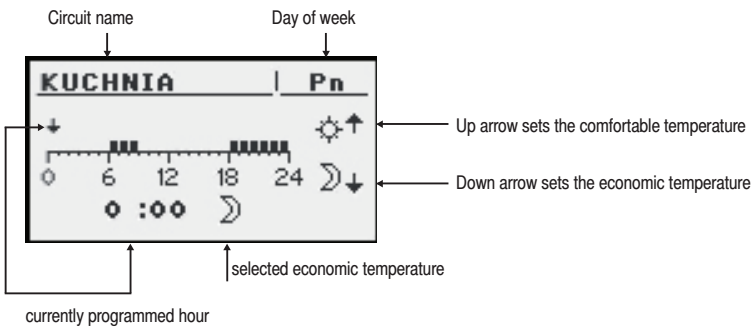 Circuit name Day of week
KUCHNIA Pn
Up arrow sets the comfortable temperature
0 6 12 18 24
Down arrow sets the economic temperature
0 :00
selected economic temperature
currently programmed hour